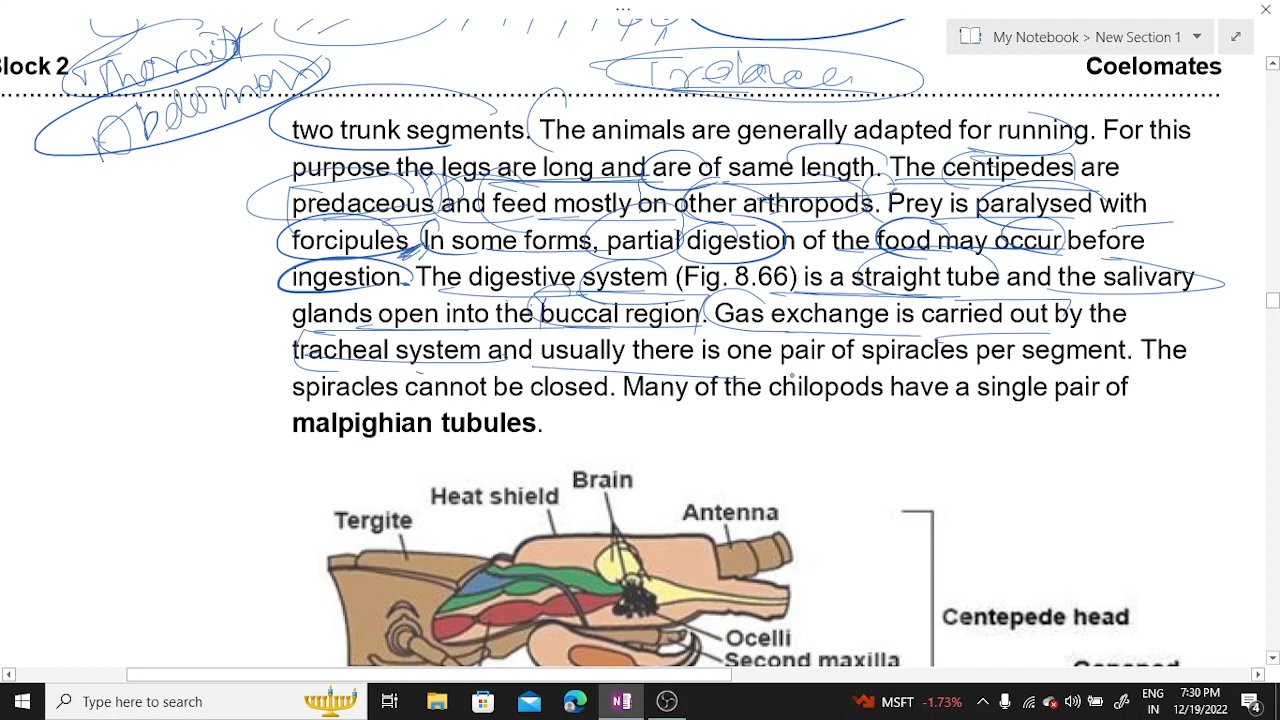 ...
My Notebook > New Section 1
Block 2
Thorax
Abdomen
Coelomates
two trunk segments. The animals are generally adapted for running. For this
purpose the legs are long and are of same length. The centipedes are
predaceous and feed mostly on other arthropods. Prey is paralysed with
forcipules. In some forms, partial digestion of the food may occur before
ingestion. The digestive system (Fig. 8.66) is a straight tube and the salivary
glands open into the buccal region. Gas exchange is carried out by the
tracheal system and usually there is one pair of spiracles per segment. The
spiracles cannot be closed. Many of the chilopods have a single pair of
malpighian tubules.
Brain
Heat shield
Antenna
Tergite
Centepede head
Ocelli
Second maxilla
Type here to search
MSFT -1.73%
ENG
IN
7:30 PM
12/19/2022
4